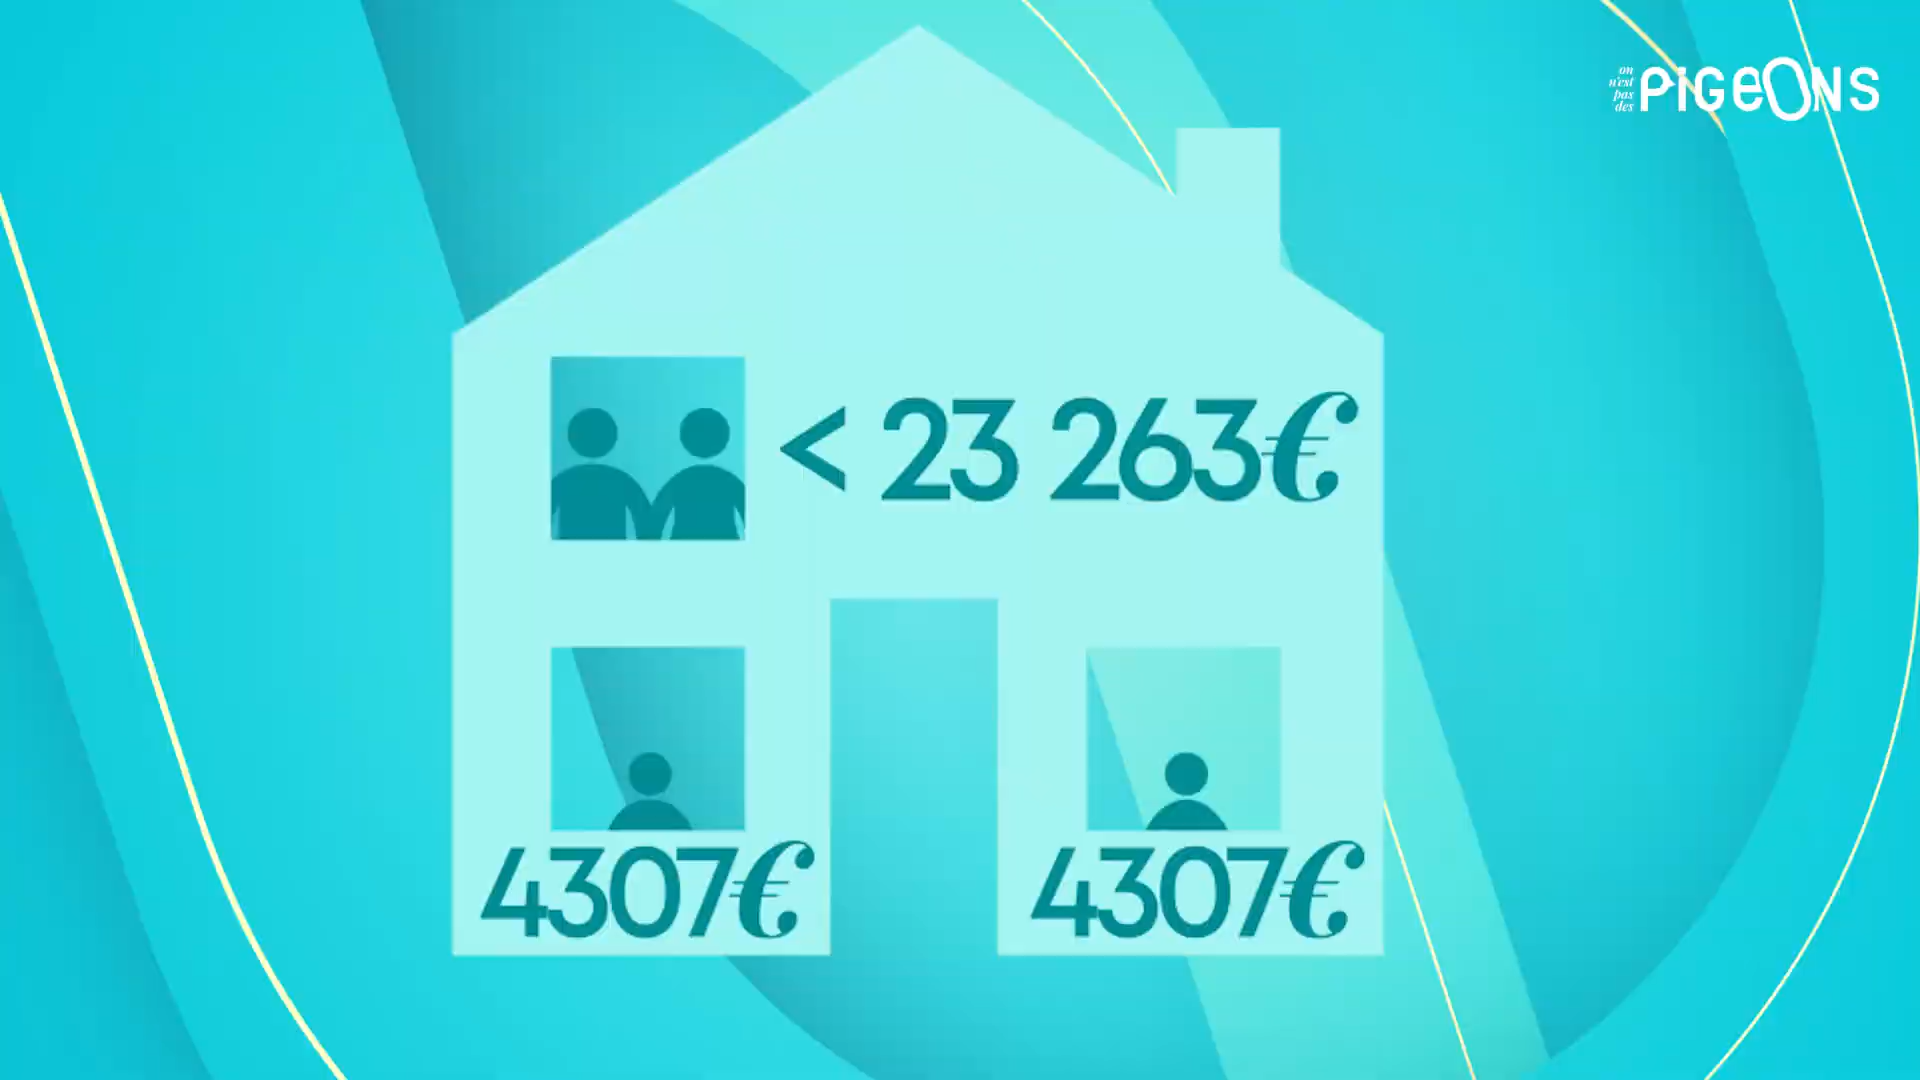 on
n'est
pas
des
PiGeONS
< 23 263€
4307€
4307€